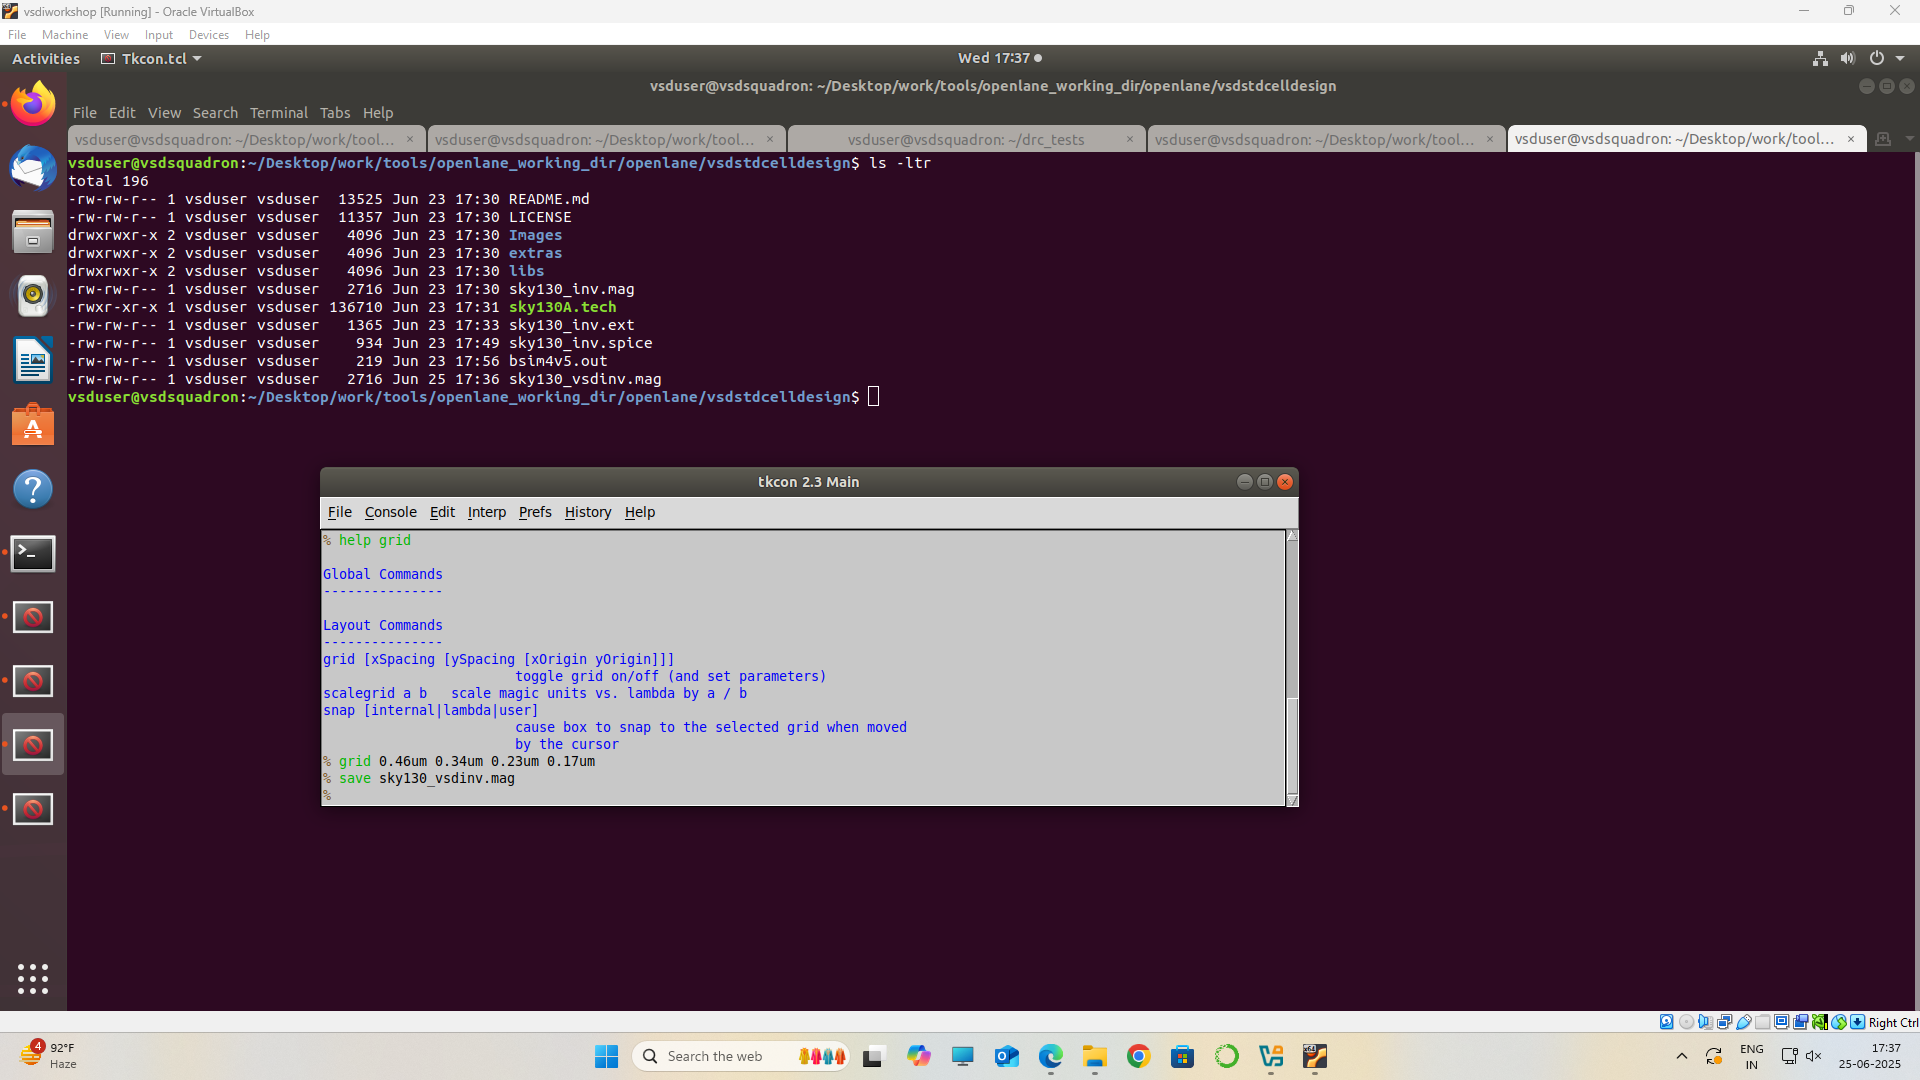 vsdiworkshop [Running] - Oracle VirtualBox
File Machine View Input Devices Help
Activities Tkcon.tcl Wed 17:37
vsduser@vsdsquadron: ~/Desktop/work/tools/openlane_working_dir/openlane/vsdstdcelldesign
File Edit View Search Terminal Tabs Help
vsduser@vsdsquadron: ~/Desktop/work/tool... × vsduser@vsdsquadron: ~/Desktop/work/tool... × vsduser@vsdsquadron: ~/drc_tests × vsduser@vsdsquadron: ~/Desktop/work/tool... × vsduser@vsdsquadron: ~/Desktop/work/tool... ×
vsduser@vsdsquadron:~/Desktop/work/tools/openlane_working_dir/openlane/vsdstdcelldesign$ ls -ltr
total 196
-rw-rw-r-- 1 vsduser vsduser  13525 Jun 23 17:30 README.md
-rw-rw-r-- 1 vsduser vsduser  11357 Jun 23 17:30 LICENSE
drwxrwxr-x 2 vsduser vsduser   4096 Jun 23 17:30 Images
drwxrwxr-x 2 vsduser vsduser   4096 Jun 23 17:30 extras
drwxrwxr-x 2 vsduser vsduser   4096 Jun 23 17:30 libs
-rw-rw-r-- 1 vsduser vsduser   2716 Jun 23 17:30 sky130_inv.mag
-rwxr-xr-x 1 vsduser vsduser 136710 Jun 23 17:31 sky130A.tech
-rw-rw-r-- 1 vsduser vsduser   1365 Jun 23 17:33 sky130_inv.ext
-rw-rw-r-- 1 vsduser vsduser    934 Jun 23 17:49 sky130_inv.spice
-rw-rw-r-- 1 vsduser vsduser    219 Jun 23 17:56 bsim4v5.out
-rw-rw-r-- 1 vsduser vsduser   2716 Jun 25 17:36 sky130_vsdinv.mag
vsduser@vsdsquadron:~/Desktop/work/tools/openlane_working_dir/openlane/vsdstdcelldesign$
tkcon 2.3 Main
File Console Edit Interp Prefs History Help
% help grid
Global Commands
---------------
Layout Commands
---------------
grid [xSpacing [ySpacing [xOrigin yOrigin]]]
toggle grid on/off (and set parameters)
scalegrid a b   scale magic units vs. lambda by a / b
snap [internal|lambda|user]
cause box to snap to the selected grid when moved
by the cursor
% grid 0.46um 0.34um 0.23um 0.17um
% save sky130_vsdinv.mag
%
Right Ctrl
4 92°F
Haze
Search the web
ENG
IN
17:37
25-06-2025